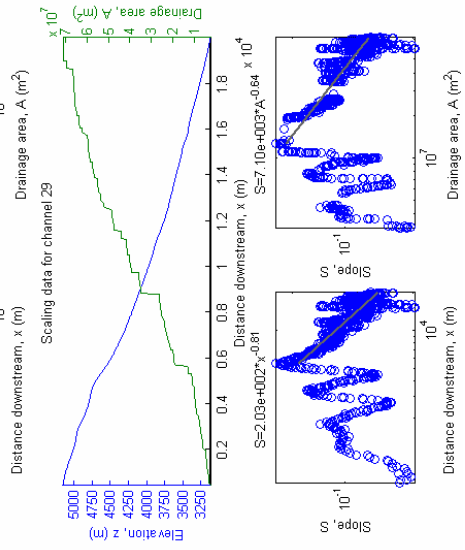 10
10
Distance downstream, x (m)
Drainage area, A (m²)
Scaling data for channel 29
x 10⁷
Elevation, z (m)
5000
4750
4500
4250
4000
3750
3500
3250
Drainage area, A (m²)
7
6
5
4
3
2
1
0.2 0.4 0.6 0.8 1 1.2 1.4 1.6 1.8
Distance downstream, x (m)
x 10⁴
S=2.03e+002*x^-0.81
Slope, S
10⁻¹
10⁴
Distance downstream, x (m)
S=7.10e+003*A^-0.64
Slope, S
10⁻¹
10⁷
Drainage area, A (m²)